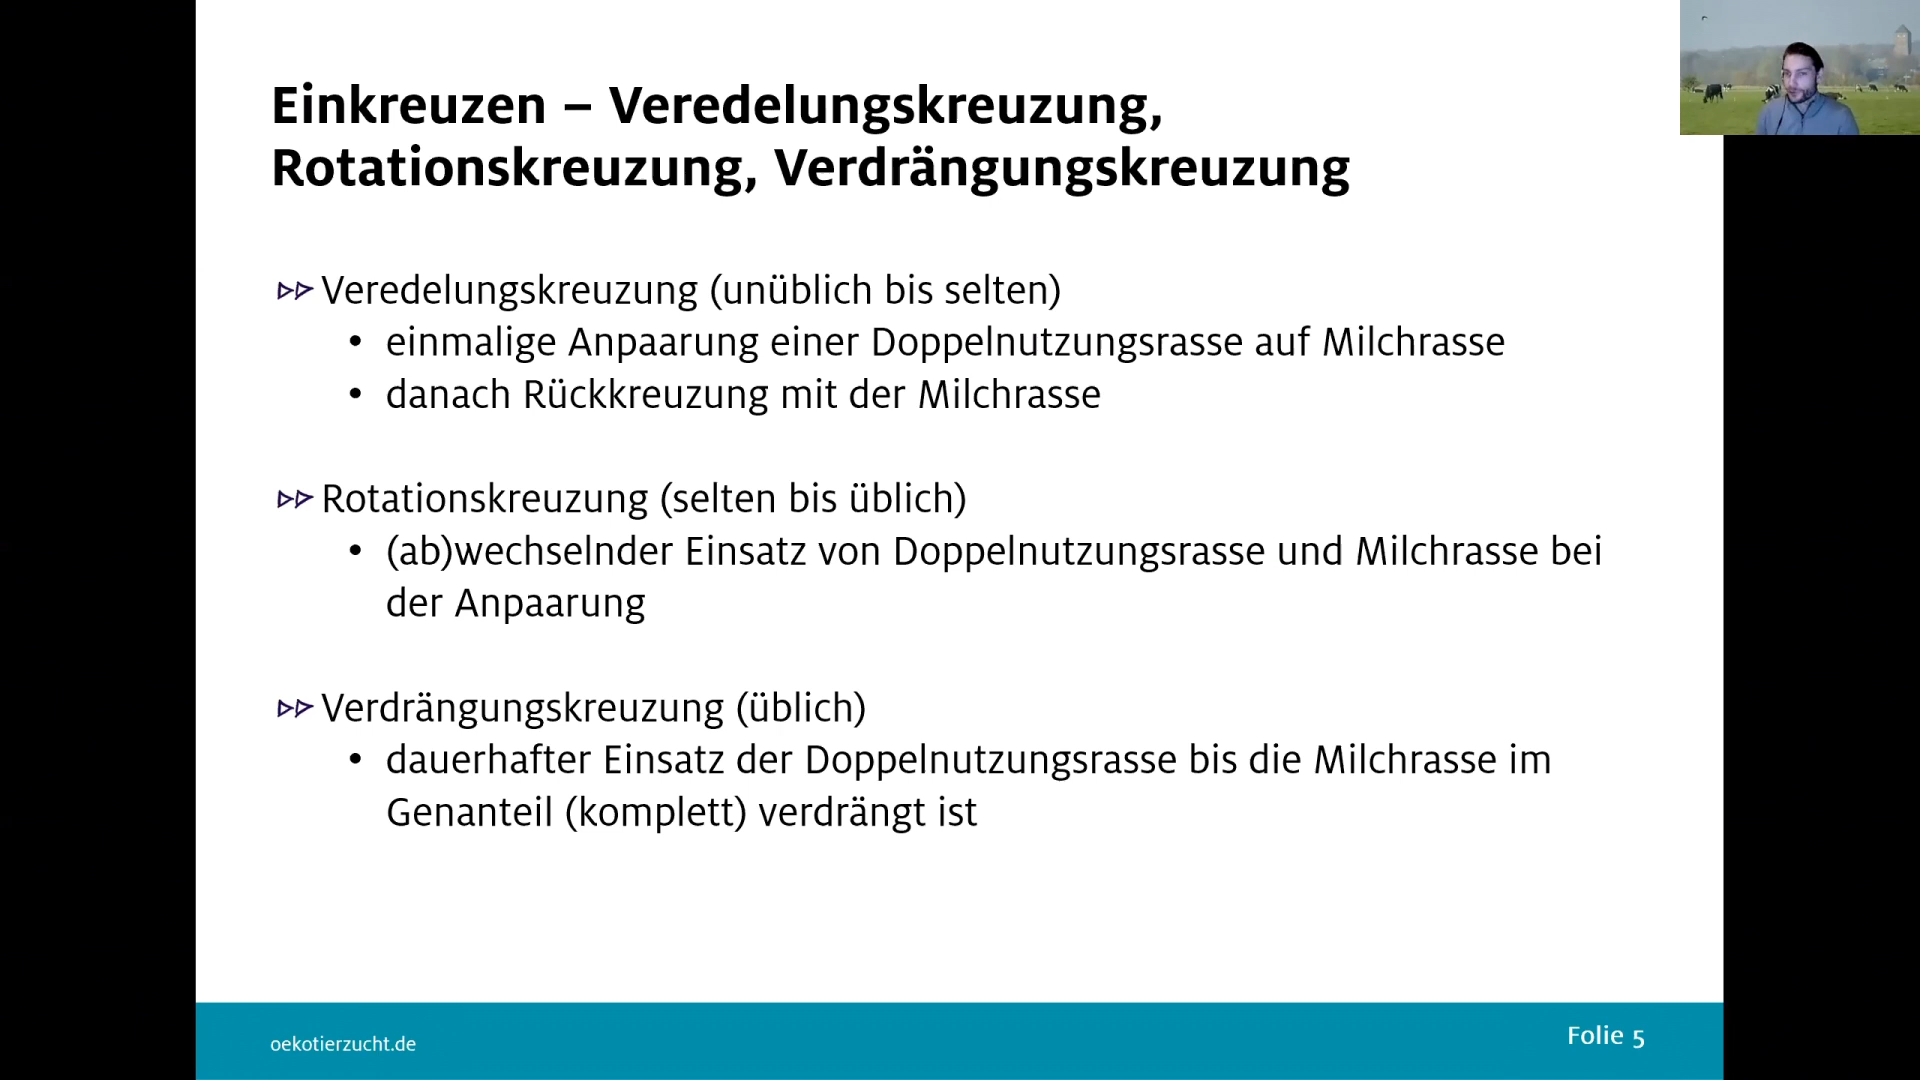 Einkreuzen – Veredelungskreuzung,
Rotationskreuzung, Verdrängungskreuzung
Veredelungskreuzung (unüblich bis selten)
• einmalige Anpaarung einer Doppelnutzungsrasse auf Milchrasse
• danach Rückkreuzung mit der Milchrasse
Rotationskreuzung (selten bis üblich)
• (ab)wechselnder Einsatz von Doppelnutzungsrasse und Milchrasse bei
der Anpaarung
Verdrängungskreuzung (üblich)
• dauerhafter Einsatz der Doppelnutzungsrasse bis die Milchrasse im
Genanteil (komplett) verdrängt ist
oekotierzucht.de
Folie 5